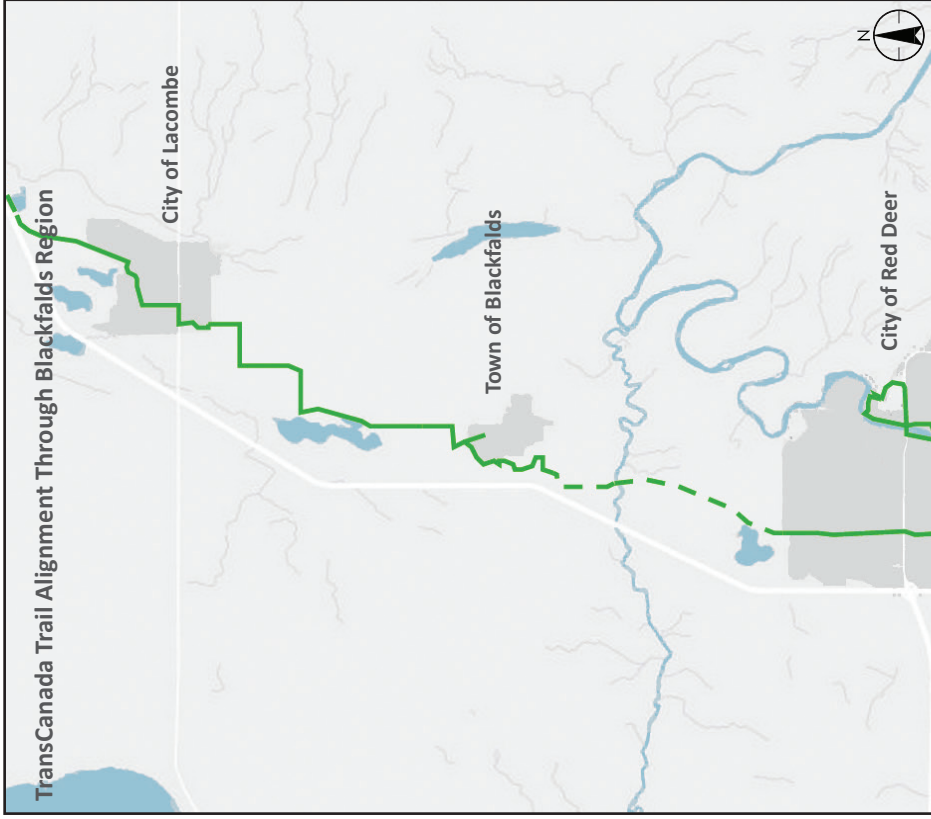 TransCanada Trail Alignment Through Blackfalds Region
City of Lacombe
Town of Blackfalds
City of Red Deer
N